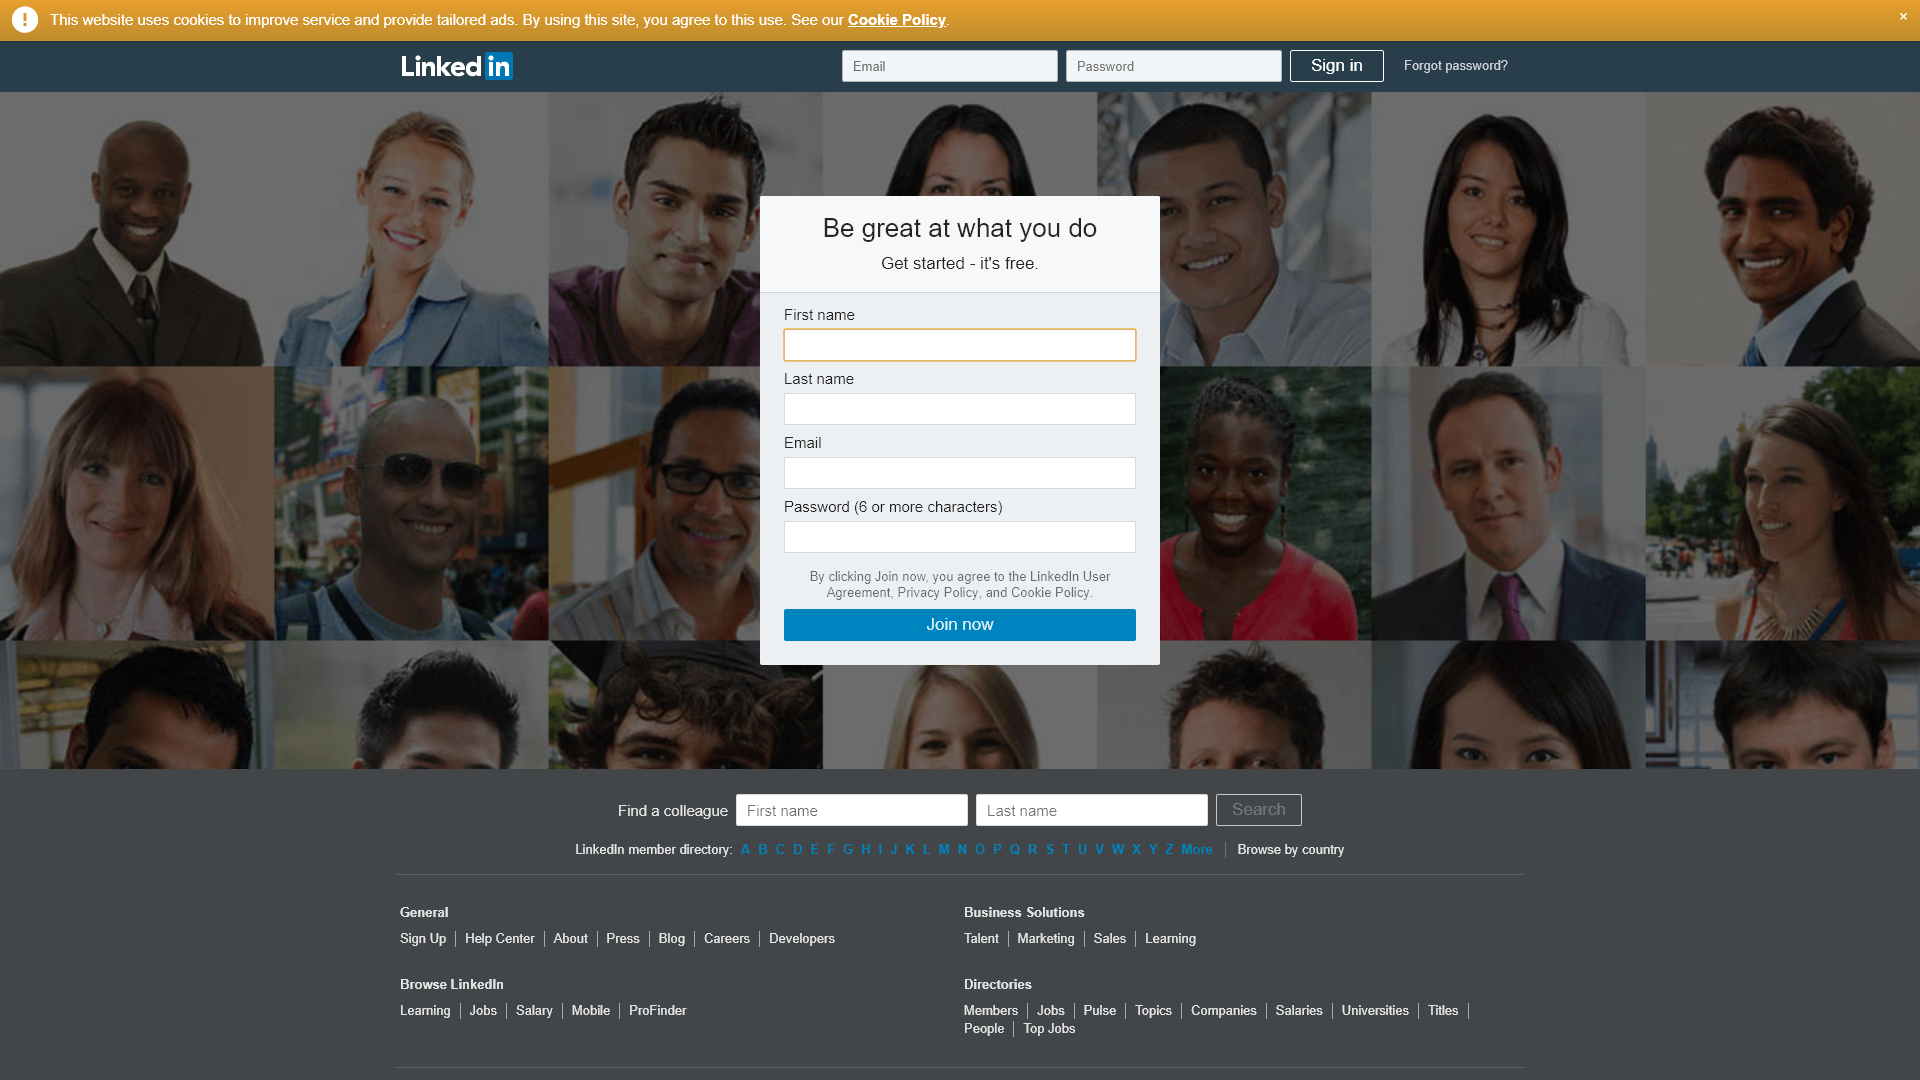 This website uses cookies to improve service and provide tailored ads. By using this site, you agree to this use. See our Cookie Policy.
×
Linked in
Email
Password
Sign in
Forgot password?
Be great at what you do
Get started - it's free.
First name
Last name
Email
Password (6 or more characters)
By clicking Join now, you agree to the LinkedIn User
Agreement, Privacy Policy, and Cookie Policy.
Join now
Find a colleague
First name
Last name
Search
LinkedIn member directory: A B C D E F G H I J K L M N O P Q R S T U V W X Y Z More
Browse by country
General
Sign Up
Help Center
About
Press
Blog
Careers
Developers
Business Solutions
Talent
Marketing
Sales
Learning
Browse LinkedIn
Learning
Jobs
Salary
Mobile
ProFinder
Directories
Members
Jobs
Pulse
Topics
Companies
Salaries
Universities
Titles
People
Top Jobs